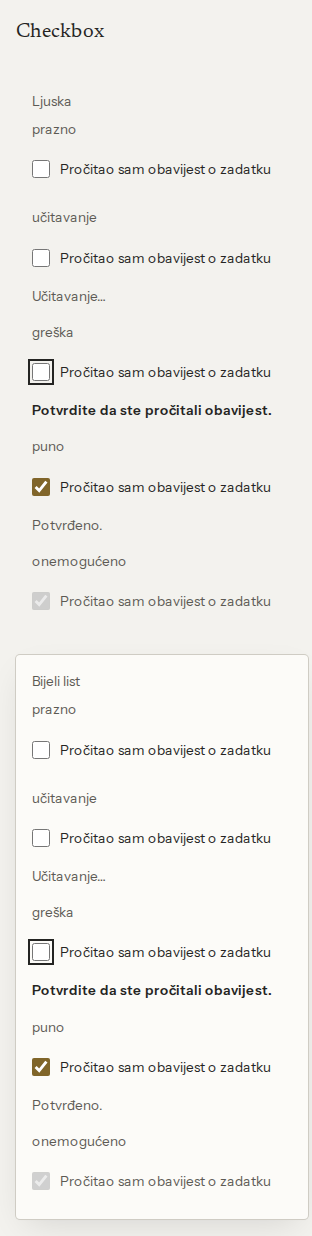 Checkbox
Ljuska
prazno
Pročitao sam obavijest o zadatku
učitavanje
Pročitao sam obavijest o zadatku
Učitavanje…
greška
Pročitao sam obavijest o zadatku
Potvrdite da ste pročitali obavijest.
puno
Pročitao sam obavijest o zadatku
Potvrđeno.
onemogućeno
Pročitao sam obavijest o zadatku
Bijeli list
prazno
Pročitao sam obavijest o zadatku
učitavanje
Pročitao sam obavijest o zadatku
Učitavanje…
greška
Pročitao sam obavijest o zadatku
Potvrdite da ste pročitali obavijest.
puno
Pročitao sam obavijest o zadatku
Potvrđeno.
onemogućeno
Pročitao sam obavijest o zadatku